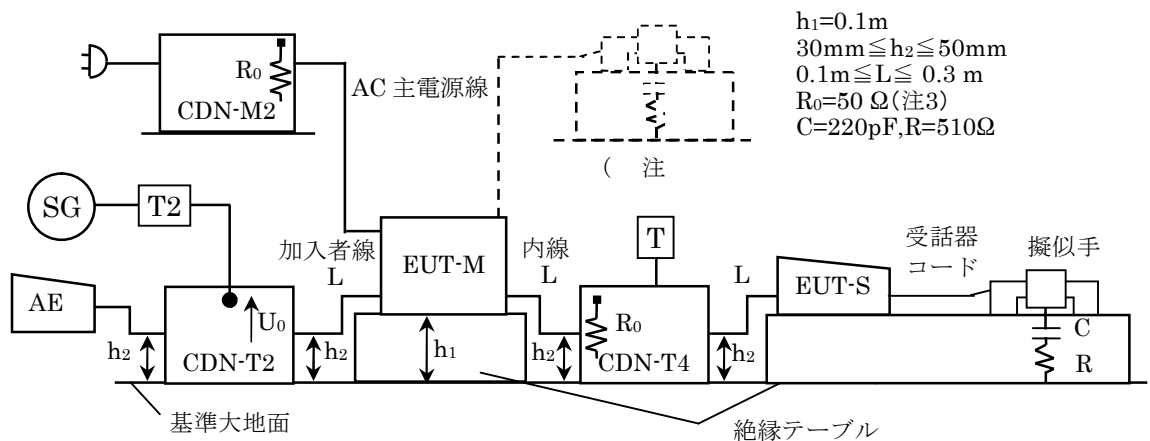 h₁=0.1m
30mm≦h₂≦50mm
0.1m≦L≦ 0.3 m
R₀=50 Ω(注3)
C=220pF,R=510Ω
R₀
CDN-M2
AC 主電源線
( 注
SG
T2
加入者線
L
EUT-M
内線
L
T
L
受話器
コード
擬似手
AE
U₀
CDN-T2
h₂
h₂
h₁
h₂
R₀
CDN-T4
h₂
EUT-S
C
R
基準大地面
絶縁テーブル